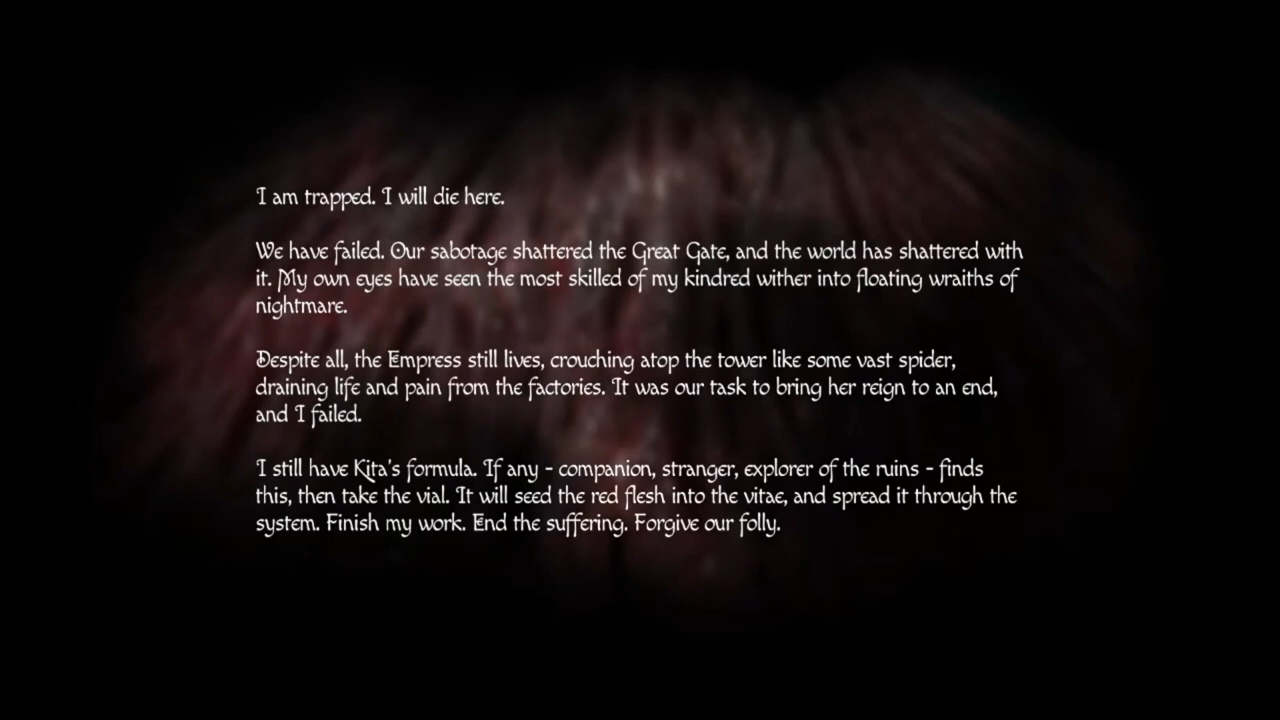 I am trapped. I will die here.
We have failed. Our sabotage shattered the Great Gate, and the world has shattered with
it. My own eyes have seen the most skilled of my kindred wither into floating wraiths of
nightmare.
Despite all, the Empress still lives, crouching atop the tower like some vast spider,
draining life and pain from the factories. It was our task to bring her reign to an end,
and I failed.
I still have Kita's formula. If any - companion, stranger, explorer of the ruins - finds
this, then take the vial. It will seed the red flesh into the vitae, and spread it through the
system. Finish my work. End the suffering. Forgive our folly.